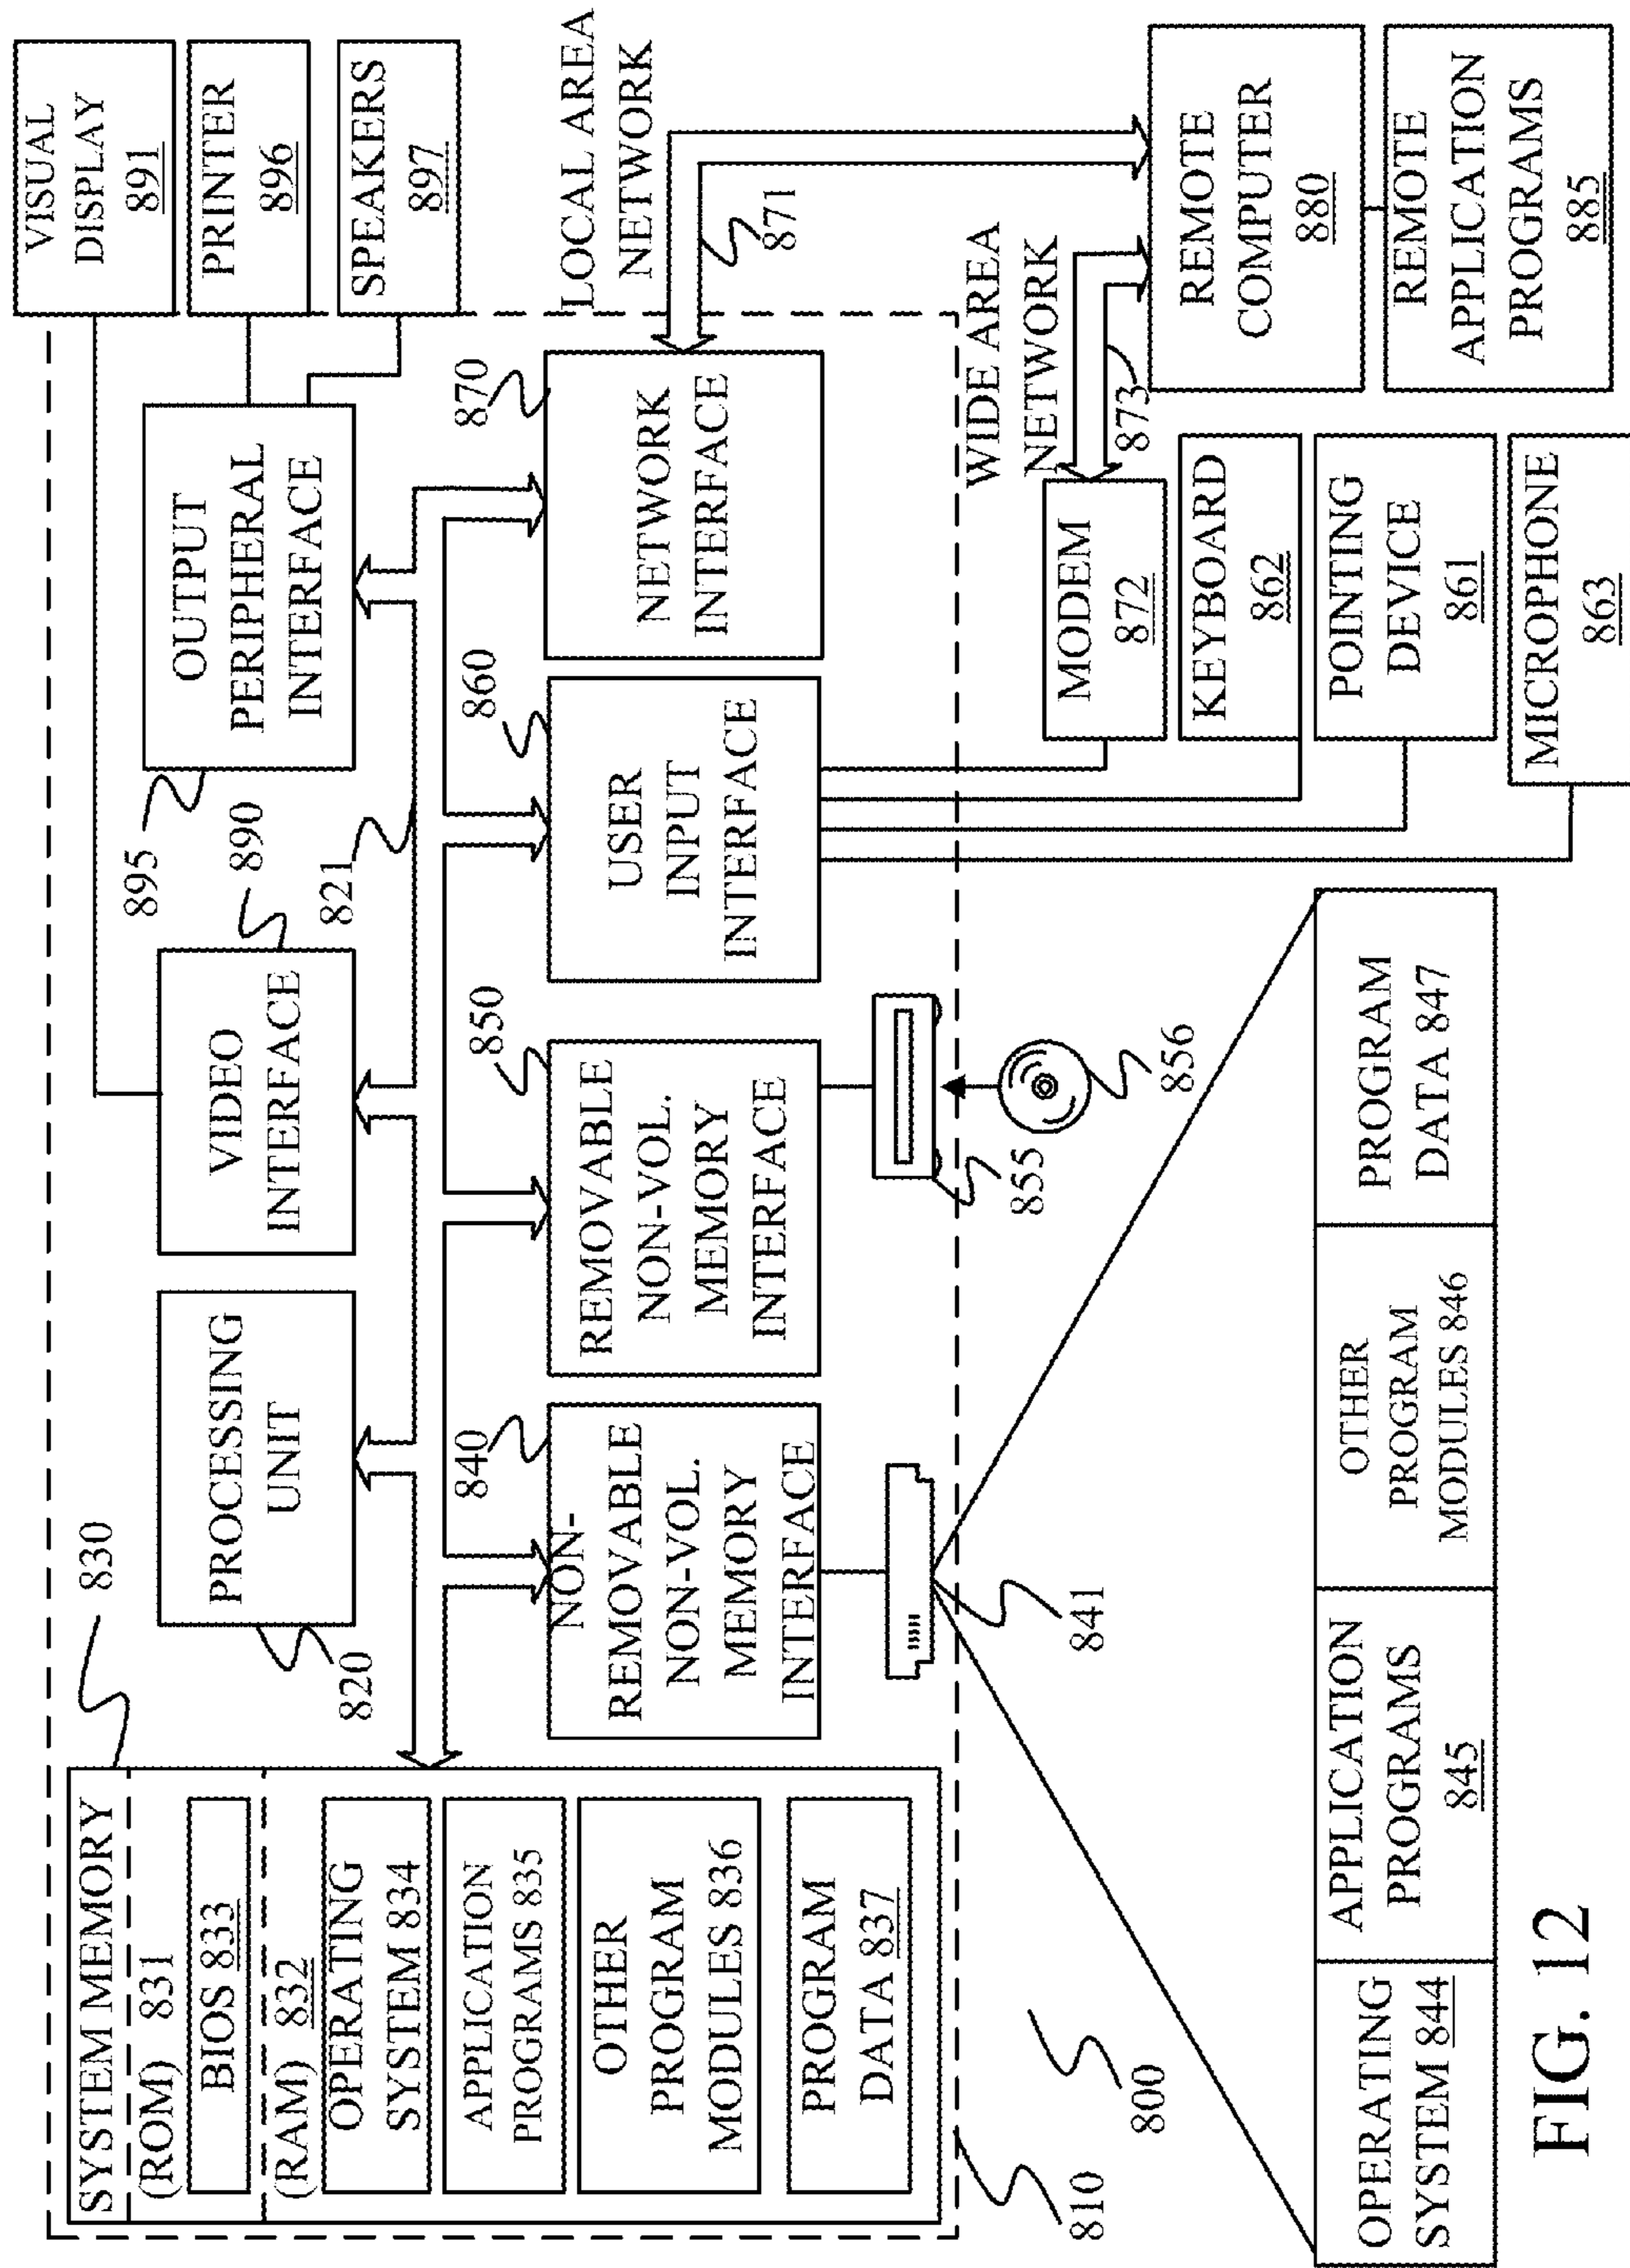 SYSTEM MEMORY
(ROM) 831
BIOS 833
(RAM) 832
OPERATING
SYSTEM 834
APPLICATION
PROGRAMS 835
OTHER
PROGRAM
MODULES 836
PROGRAM
DATA 837
830
PROCESSING
UNIT
820
VIDEO
INTERFACE
890
OUTPUT
PERIPHERAL
INTERFACE
895
821
VISUAL
DISPLAY
891
PRINTER
896
SPEAKERS
897
NON-
REMOVABLE
NON-VOL.
MEMORY
INTERFACE
840
REMOVABLE
NON-VOL.
MEMORY
INTERFACE
850
USER
INPUT
INTERFACE
860
NETWORK
INTERFACE
870
LOCAL AREA
NETWORK
871
841
855
856
810
800
WIDE AREA
NETWORK
873
MODEM
872
KEYBOARD
862
POINTING
DEVICE
861
MICROPHONE
863
REMOTE
COMPUTER
880
REMOTE
APPLICATION
PROGRAMS
885
OPERATING
SYSTEM 844
APPLICATION
PROGRAMS
845
OTHER
PROGRAM
MODULES 846
PROGRAM
DATA 847
FIG. 12